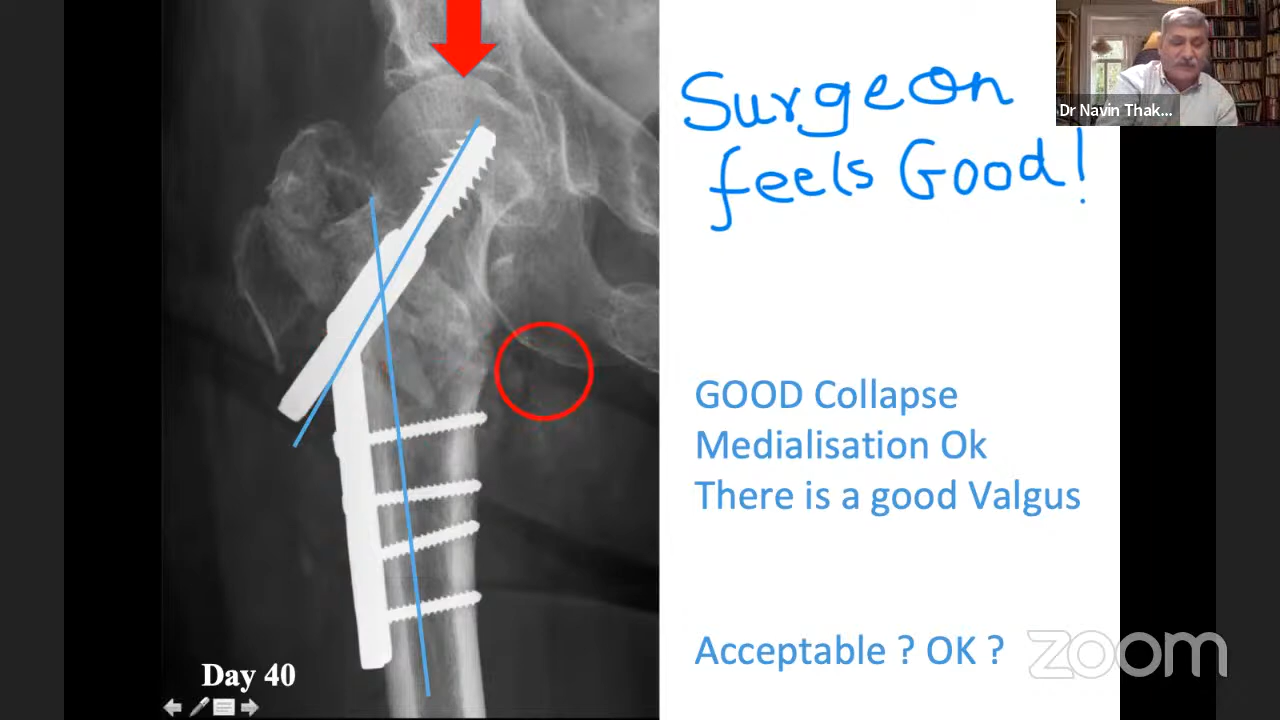 Surgeon
feels Good!
Dr Navin Thak...
GOOD Collapse
Medialisation Ok
There is a good Valgus
Acceptable ? OK ?
zoom
Day 40